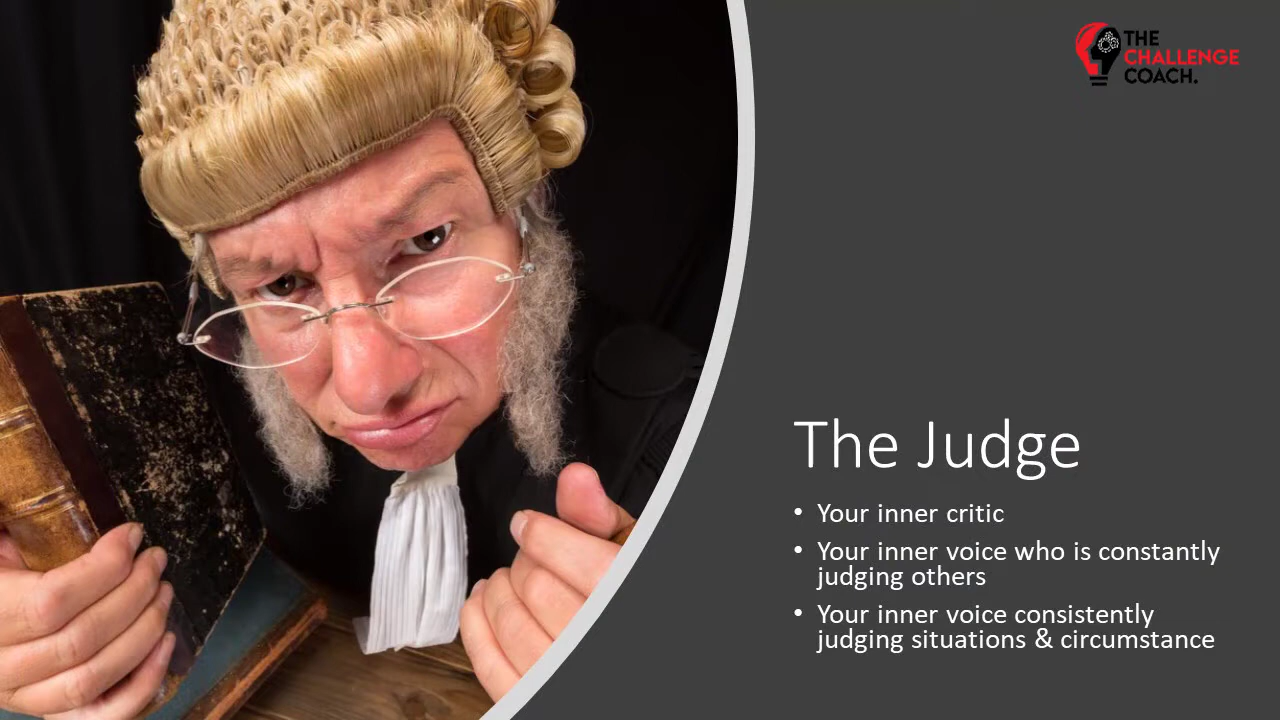 THE
CHALLENGE
COACH.
The Judge
• Your inner critic
• Your inner voice who is constantly
judging others
• Your inner voice consistently
judging situations & circumstance